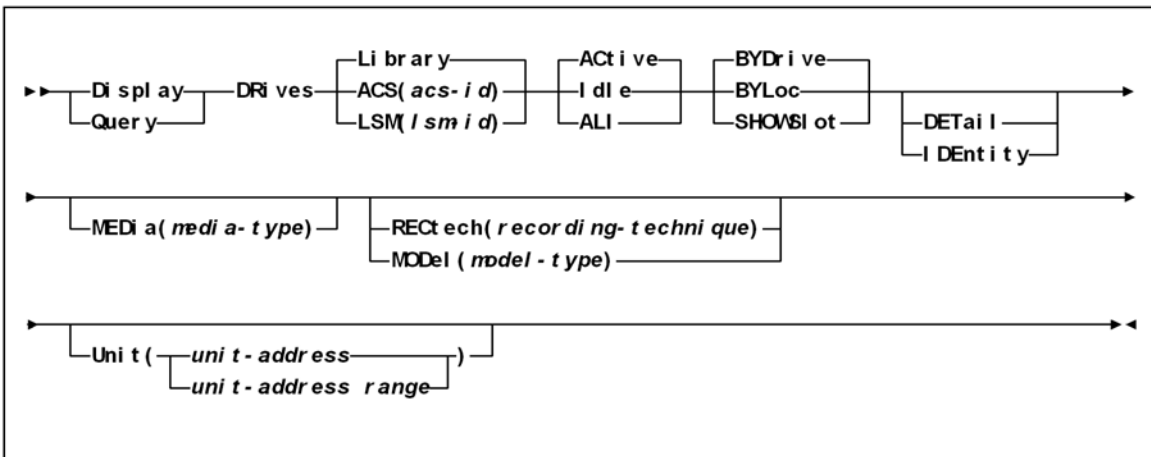 Library ACtive BYDrive
Display DRives ACS(acs-id) Idle BYLoc
Query LSM(lsm-id) ALl SHOWSlot DETail
IDEntity
MEDia(media-type) RECtech(recording-technique)
MODel(model-type)
Unit( unit-address )
unit-address range